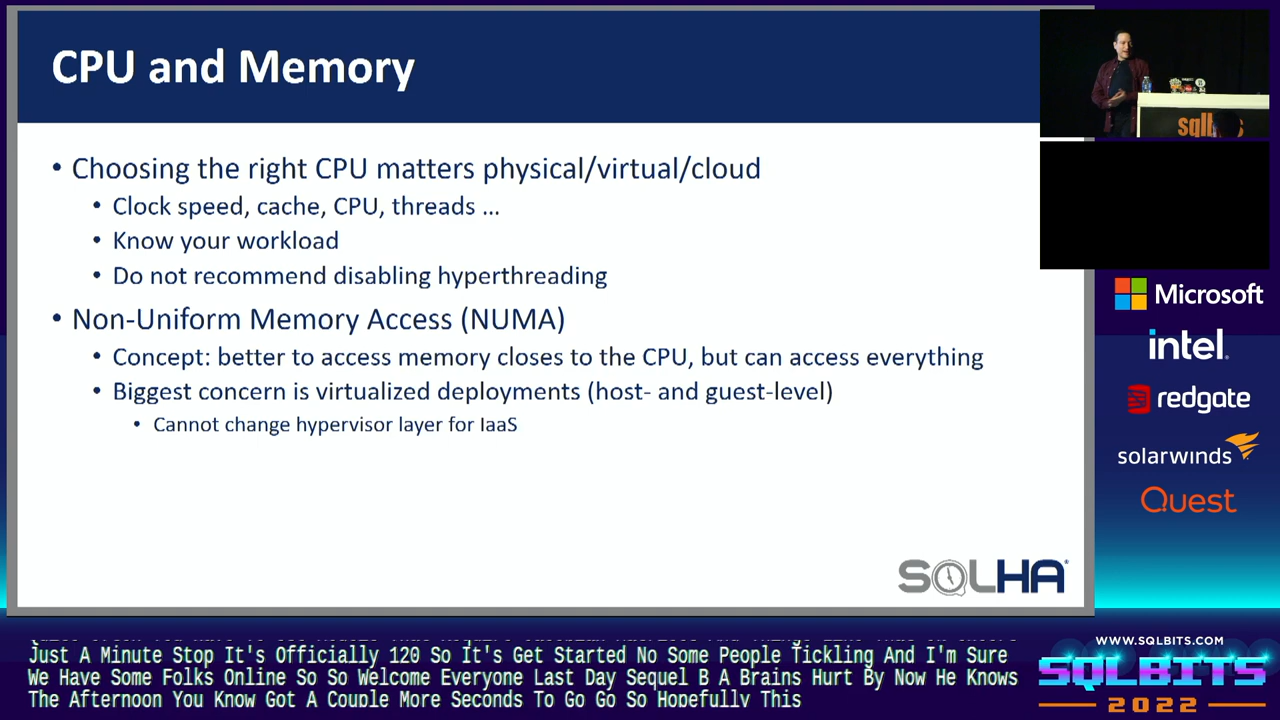 CPU and Memory
• Choosing the right CPU matters physical/virtual/cloud
• Clock speed, cache, CPU, threads …
• Know your workload
• Do not recommend disabling hyperthreading
• Non-Uniform Memory Access (NUMA)
• Concept: better to access memory closes to the CPU, but can access everything
• Biggest concern is virtualized deployments (host- and guest-level)
• Cannot change hypervisor layer for IaaS
SQLHA®
Microsoft
intel.
redgate
solarwinds
Quest
Just A Minute Stop It's Officially 120 So It's Get Started No Some People Tickling And I'm Sure
We Have Some Folks Online So So Welcome Everyone Last Day Sequel B A Brains Hurt By Now He Knows
The Afternoon You Know Got A Couple More Seconds To Go Go So Hopefully This
WWW.SQLBITS.COM
SQLBITS
2022